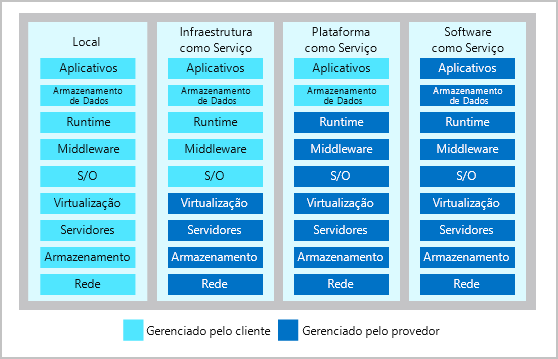 Local
Aplicativos
Armazenamento
de Dados
Runtime
Middleware
S/O
Virtualização
Servidores
Armazenamento
Rede
Infraestrutura
como Serviço
Aplicativos
Armazenamento
de Dados
Runtime
Middleware
S/O
Virtualização
Servidores
Armazenamento
Rede
Plataforma
como Serviço
Aplicativos
Armazenamento
de Dados
Runtime
Middleware
S/O
Virtualização
Servidores
Armazenamento
Rede
Software
como Serviço
Aplicativos
Armazenamento
de Dados
Runtime
Middleware
S/O
Virtualização
Servidores
Armazenamento
Rede
Gerenciado pelo cliente
Gerenciado pelo provedor